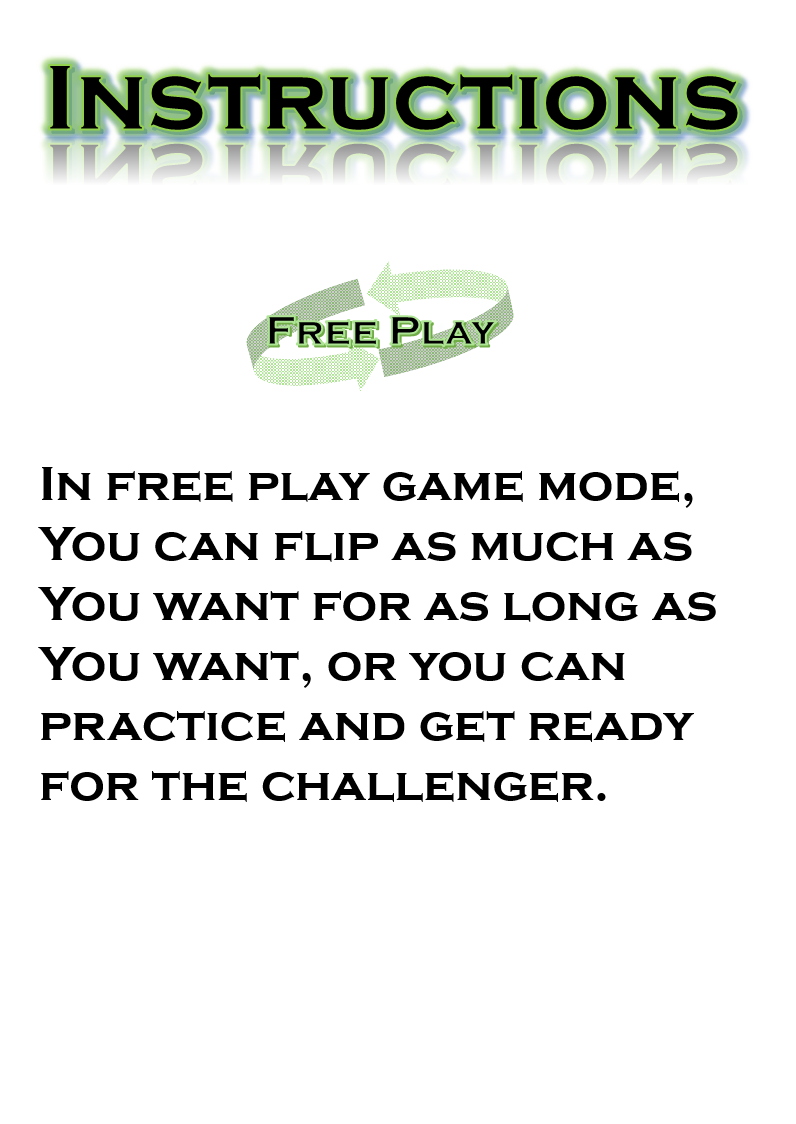 Instructions
Free Play
In free play game mode,
You can flip as much as
You want for as long as
You want, or you can
practice and get ready
for the challenger.